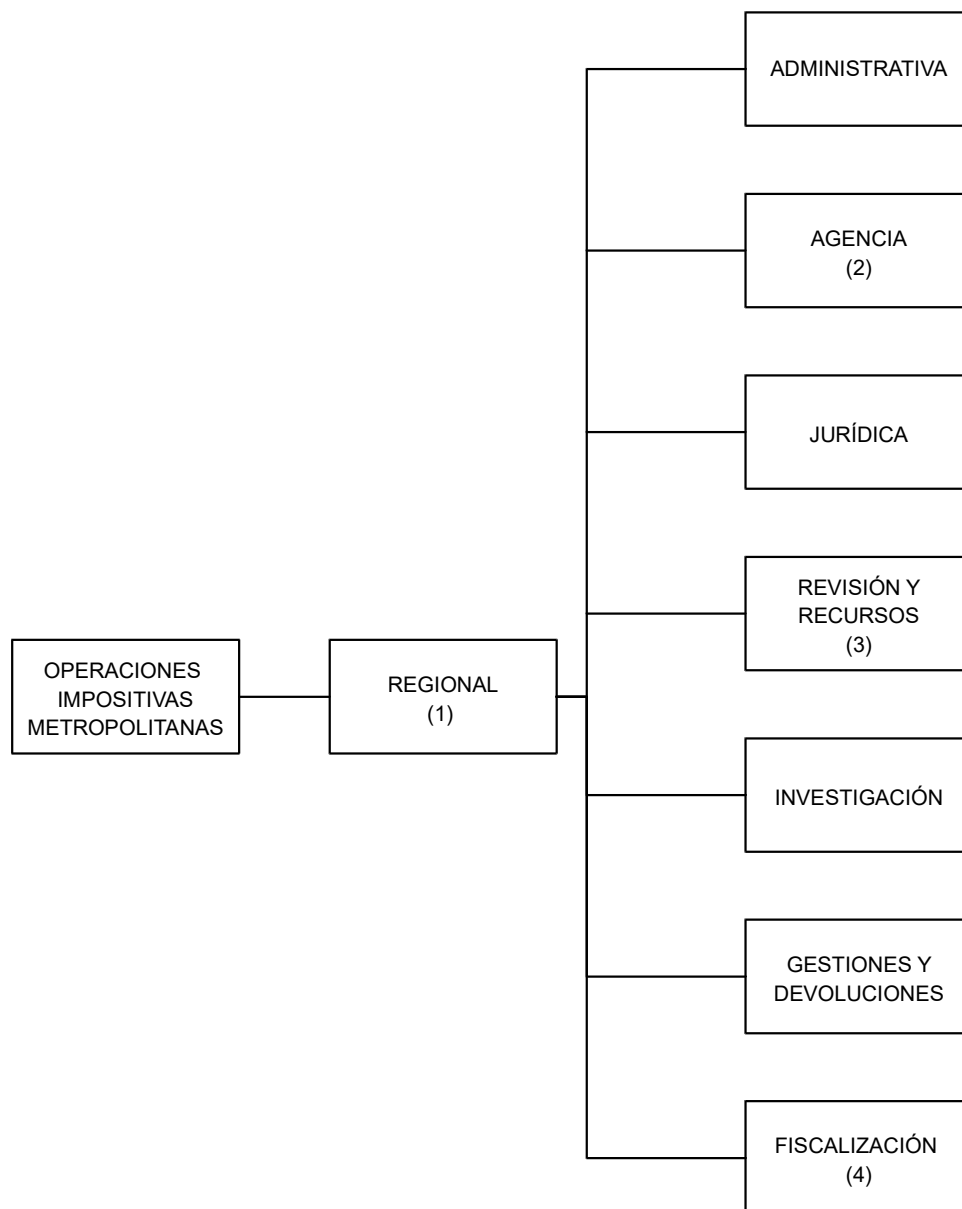 ADMINISTRATIVA
AGENCIA
(2)
JURÍDICA
REVISIÓN Y
RECURSOS
(3)
OPERACIONES
IMPOSITIVAS
METROPOLITANAS
REGIONAL
(1)
INVESTIGACIÓN
GESTIONES Y
DEVOLUCIONES
FISCALIZACIÓN
(4)